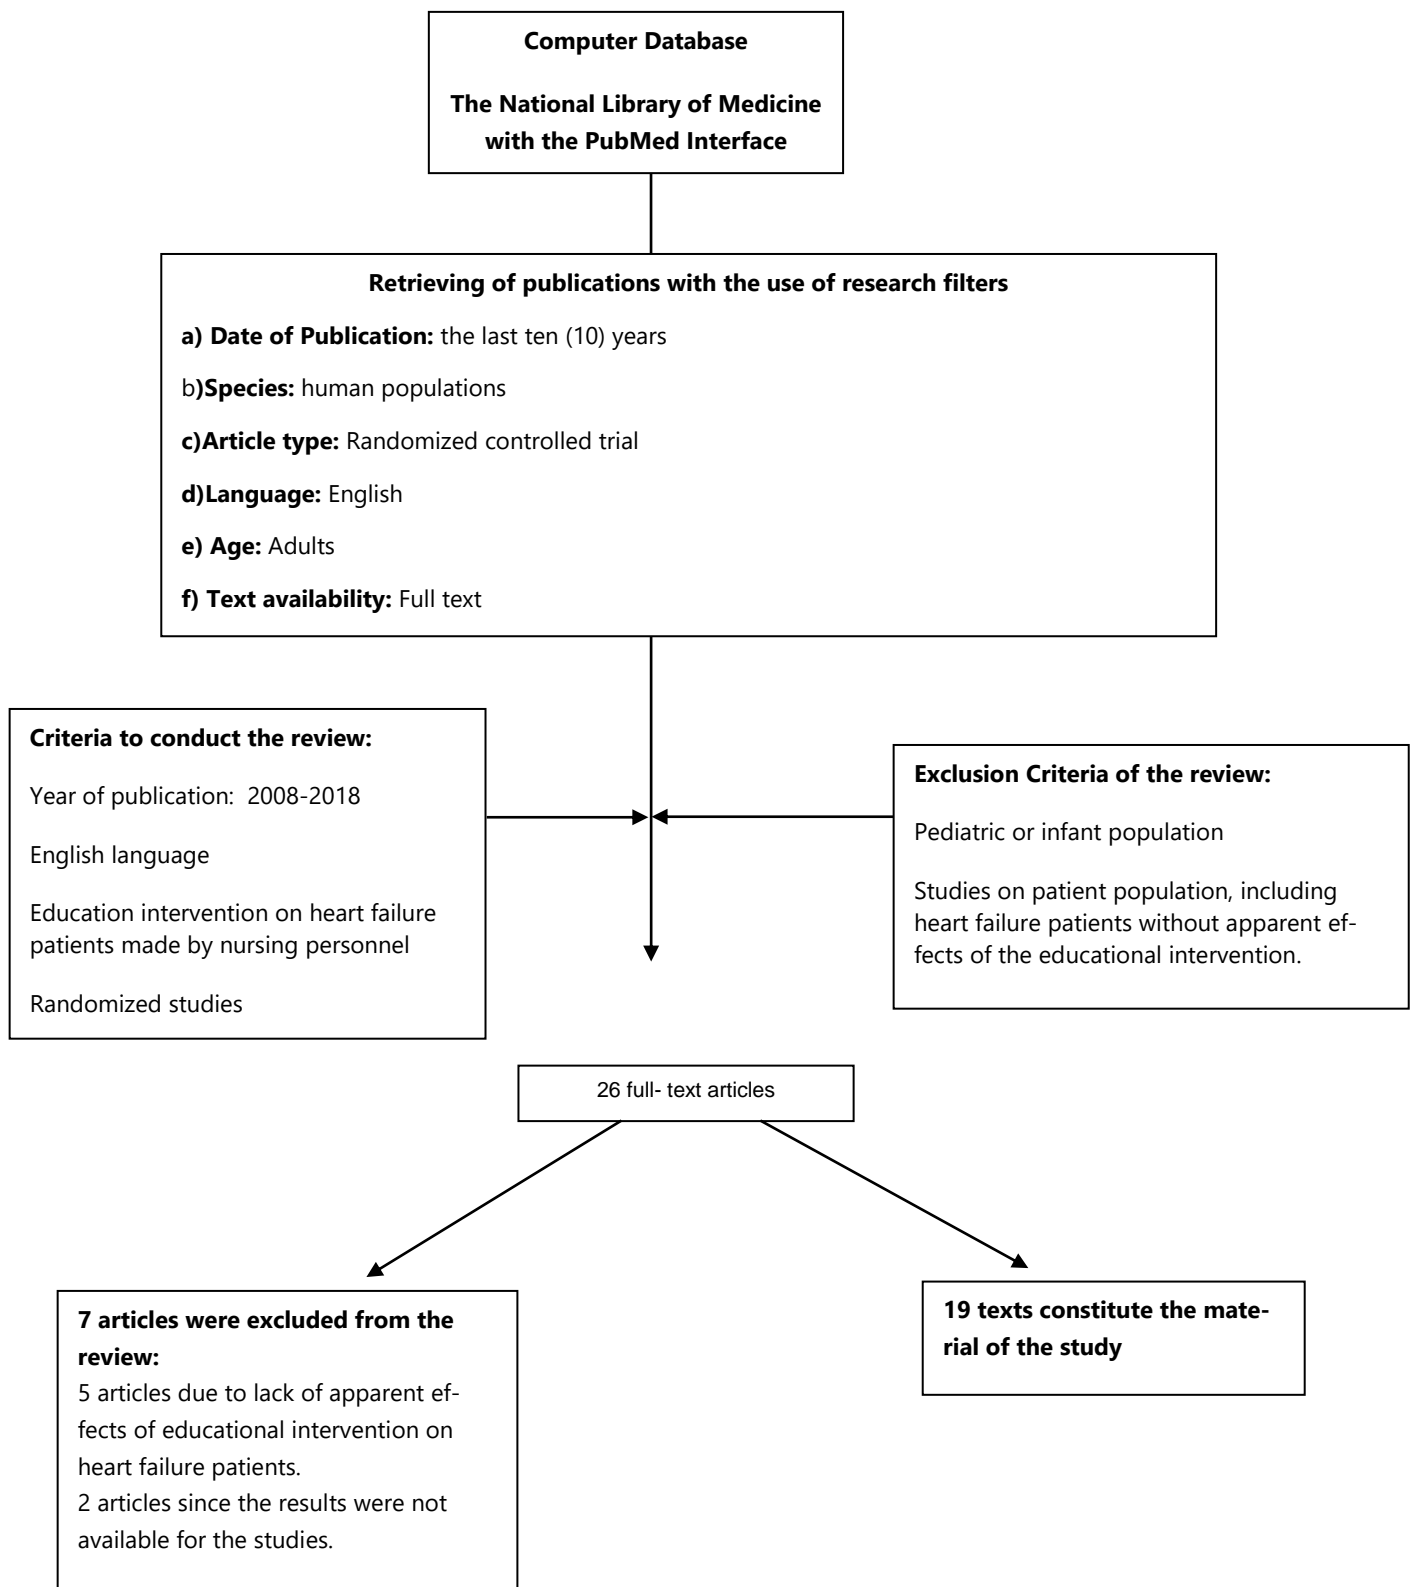 Computer Database
The National Library of Medicine
with the PubMed Interface
Retrieving of publications with the use of research filters
a) Date of Publication: the last ten (10) years
b)Species: human populations
c)Article type: Randomized controlled trial
d)Language: English
e) Age: Adults
f) Text availability: Full text
Criteria to conduct the review:
Year of publication:  2008-2018
English language
Education intervention on heart failure
patients made by nursing personnel
Randomized studies
Exclusion Criteria of the review:
Pediatric or infant population
Studies on patient population, including
heart failure patients without apparent ef-
fects of the educational intervention.
26 full- text articles
7 articles were excluded from the
review:
5 articles due to lack of apparent ef-
fects of educational intervention on
heart failure patients.
2 articles since the results were not
available for the studies.
19 texts constitute the mate-
rial of the study